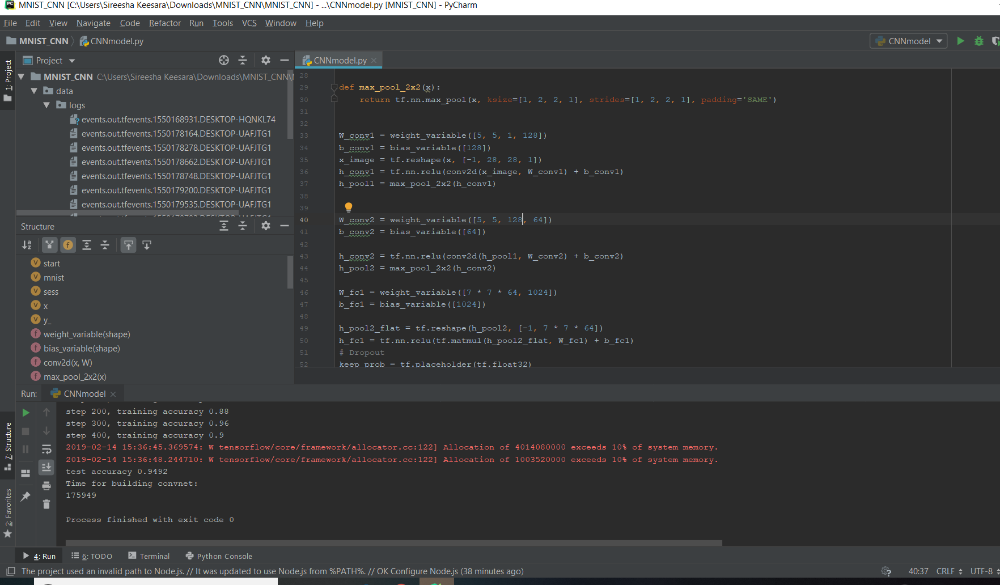 MNIST_CNN [C:\Users\Sireesha Keesara\Downloads\MNIST_CNN\MNIST_CNN] - ...\CNNmodel.py [MNIST_CNN] - PyCharm
File Edit View Navigate Code Refactor Run Tools VCS Window Help
MNIST_CNN CNNmodel.py CNNmodel
1: Project
Project
MNIST_CNN C:\Users\Sireesha Keesara\Downloads\MNIST_CNN\
data
logs
events.out.tfevents.1550168931.DESKTOP-HQNKL74
events.out.tfevents.1550178164.DESKTOP-UAFJTG1
events.out.tfevents.1550178278.DESKTOP-UAFJTG1
events.out.tfevents.1550178662.DESKTOP-UAFJTG1
events.out.tfevents.1550178748.DESKTOP-UAFJTG1
events.out.tfevents.1550179200.DESKTOP-UAFJTG1
events.out.tfevents.1550179535.DESKTOP-UAFJTG1
Structure
start
mnist
sess
x
y_
weight_variable(shape)
bias_variable(shape)
conv2d(x, W)
max_pool_2x2(x)
CNNmodel.py
28
29 def max_pool_2x2(x):
30 return tf.nn.max_pool(x, ksize=[1, 2, 2, 1], strides=[1, 2, 2, 1], padding='SAME')
31
32
33 W_conv1 = weight_variable([5, 5, 1, 128])
34 b_conv1 = bias_variable([128])
35 x_image = tf.reshape(x, [-1, 28, 28, 1])
36 h_conv1 = tf.nn.relu(conv2d(x_image, W_conv1) + b_conv1)
37 h_pool1 = max_pool_2x2(h_conv1)
38
39
40 W_conv2 = weight_variable([5, 5, 128, 64])
41 b_conv2 = bias_variable([64])
42
43 h_conv2 = tf.nn.relu(conv2d(h_pool1, W_conv2) + b_conv2)
44 h_pool2 = max_pool_2x2(h_conv2)
45
46 W_fc1 = weight_variable([7 * 7 * 64, 1024])
47 b_fc1 = bias_variable([1024])
48
49 h_pool2_flat = tf.reshape(h_pool2, [-1, 7 * 7 * 64])
50 h_fc1 = tf.nn.relu(tf.matmul(h_pool2_flat, W_fc1) + b_fc1)
51 # Dropout
52 keep_prob = tf.placeholder(tf.float32)
Run: CNNmodel
7: Structure
2: Favorites
step 200, training accuracy 0.88
step 300, training accuracy 0.96
step 400, training accuracy 0.9
2019-02-14 15:36:45.369574: W tensorflow/core/framework/allocator.cc:122] Allocation of 4014080000 exceeds 10% of system memory.
2019-02-14 15:36:48.244710: W tensorflow/core/framework/allocator.cc:122] Allocation of 1003520000 exceeds 10% of system memory.
test accuracy 0.9492
Time for building convnet:
175949
Process finished with exit code 0
4: Run 6: TODO Terminal Python Console
The project used an invalid path to Node.js. // It was updated to use Node.js from %PATH%. // OK Configure Node.js (38 minutes ago) 40:37 CRLF UTF-8